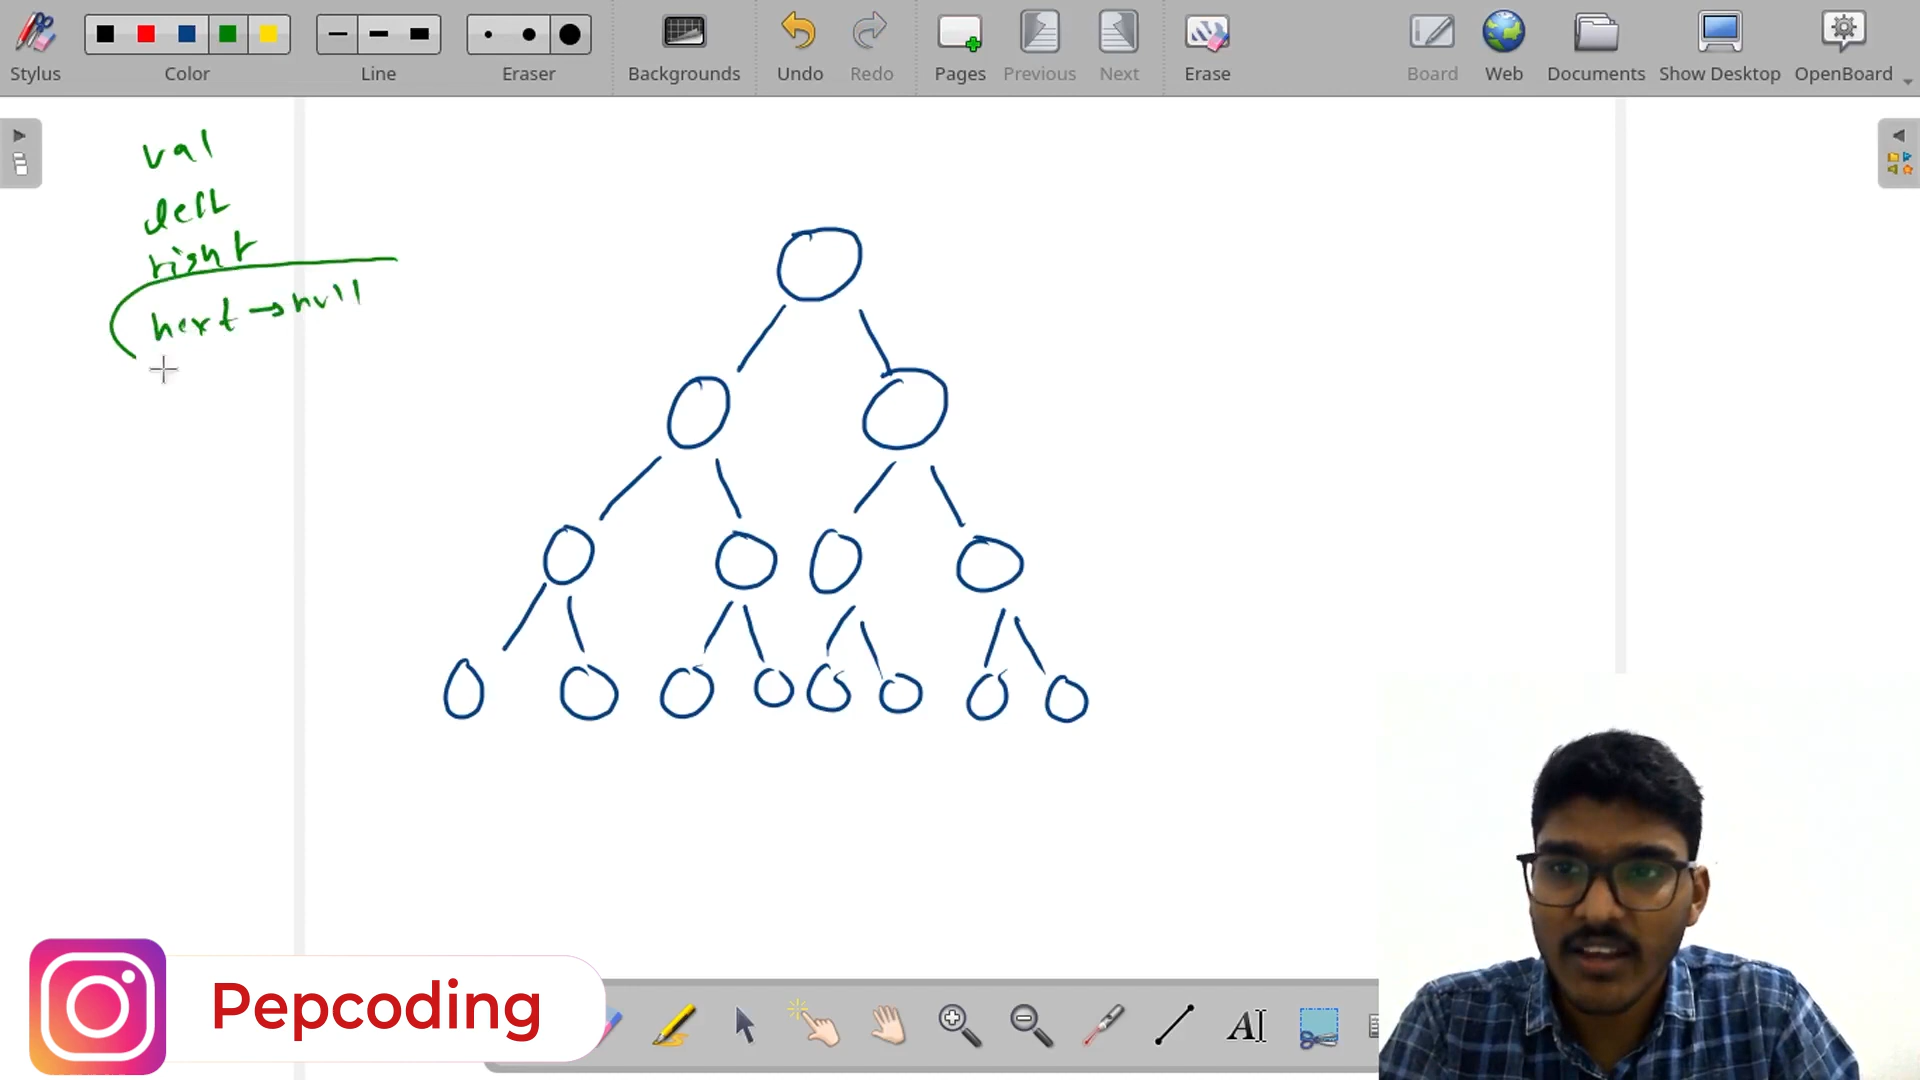 Stylus
Color
Line
Eraser
Backgrounds
Undo
Redo
Pages
Previous
Next
Erase
Board
Web
Documents
Show Desktop
OpenBoard
val
left
right
next → null
Pepcoding
A